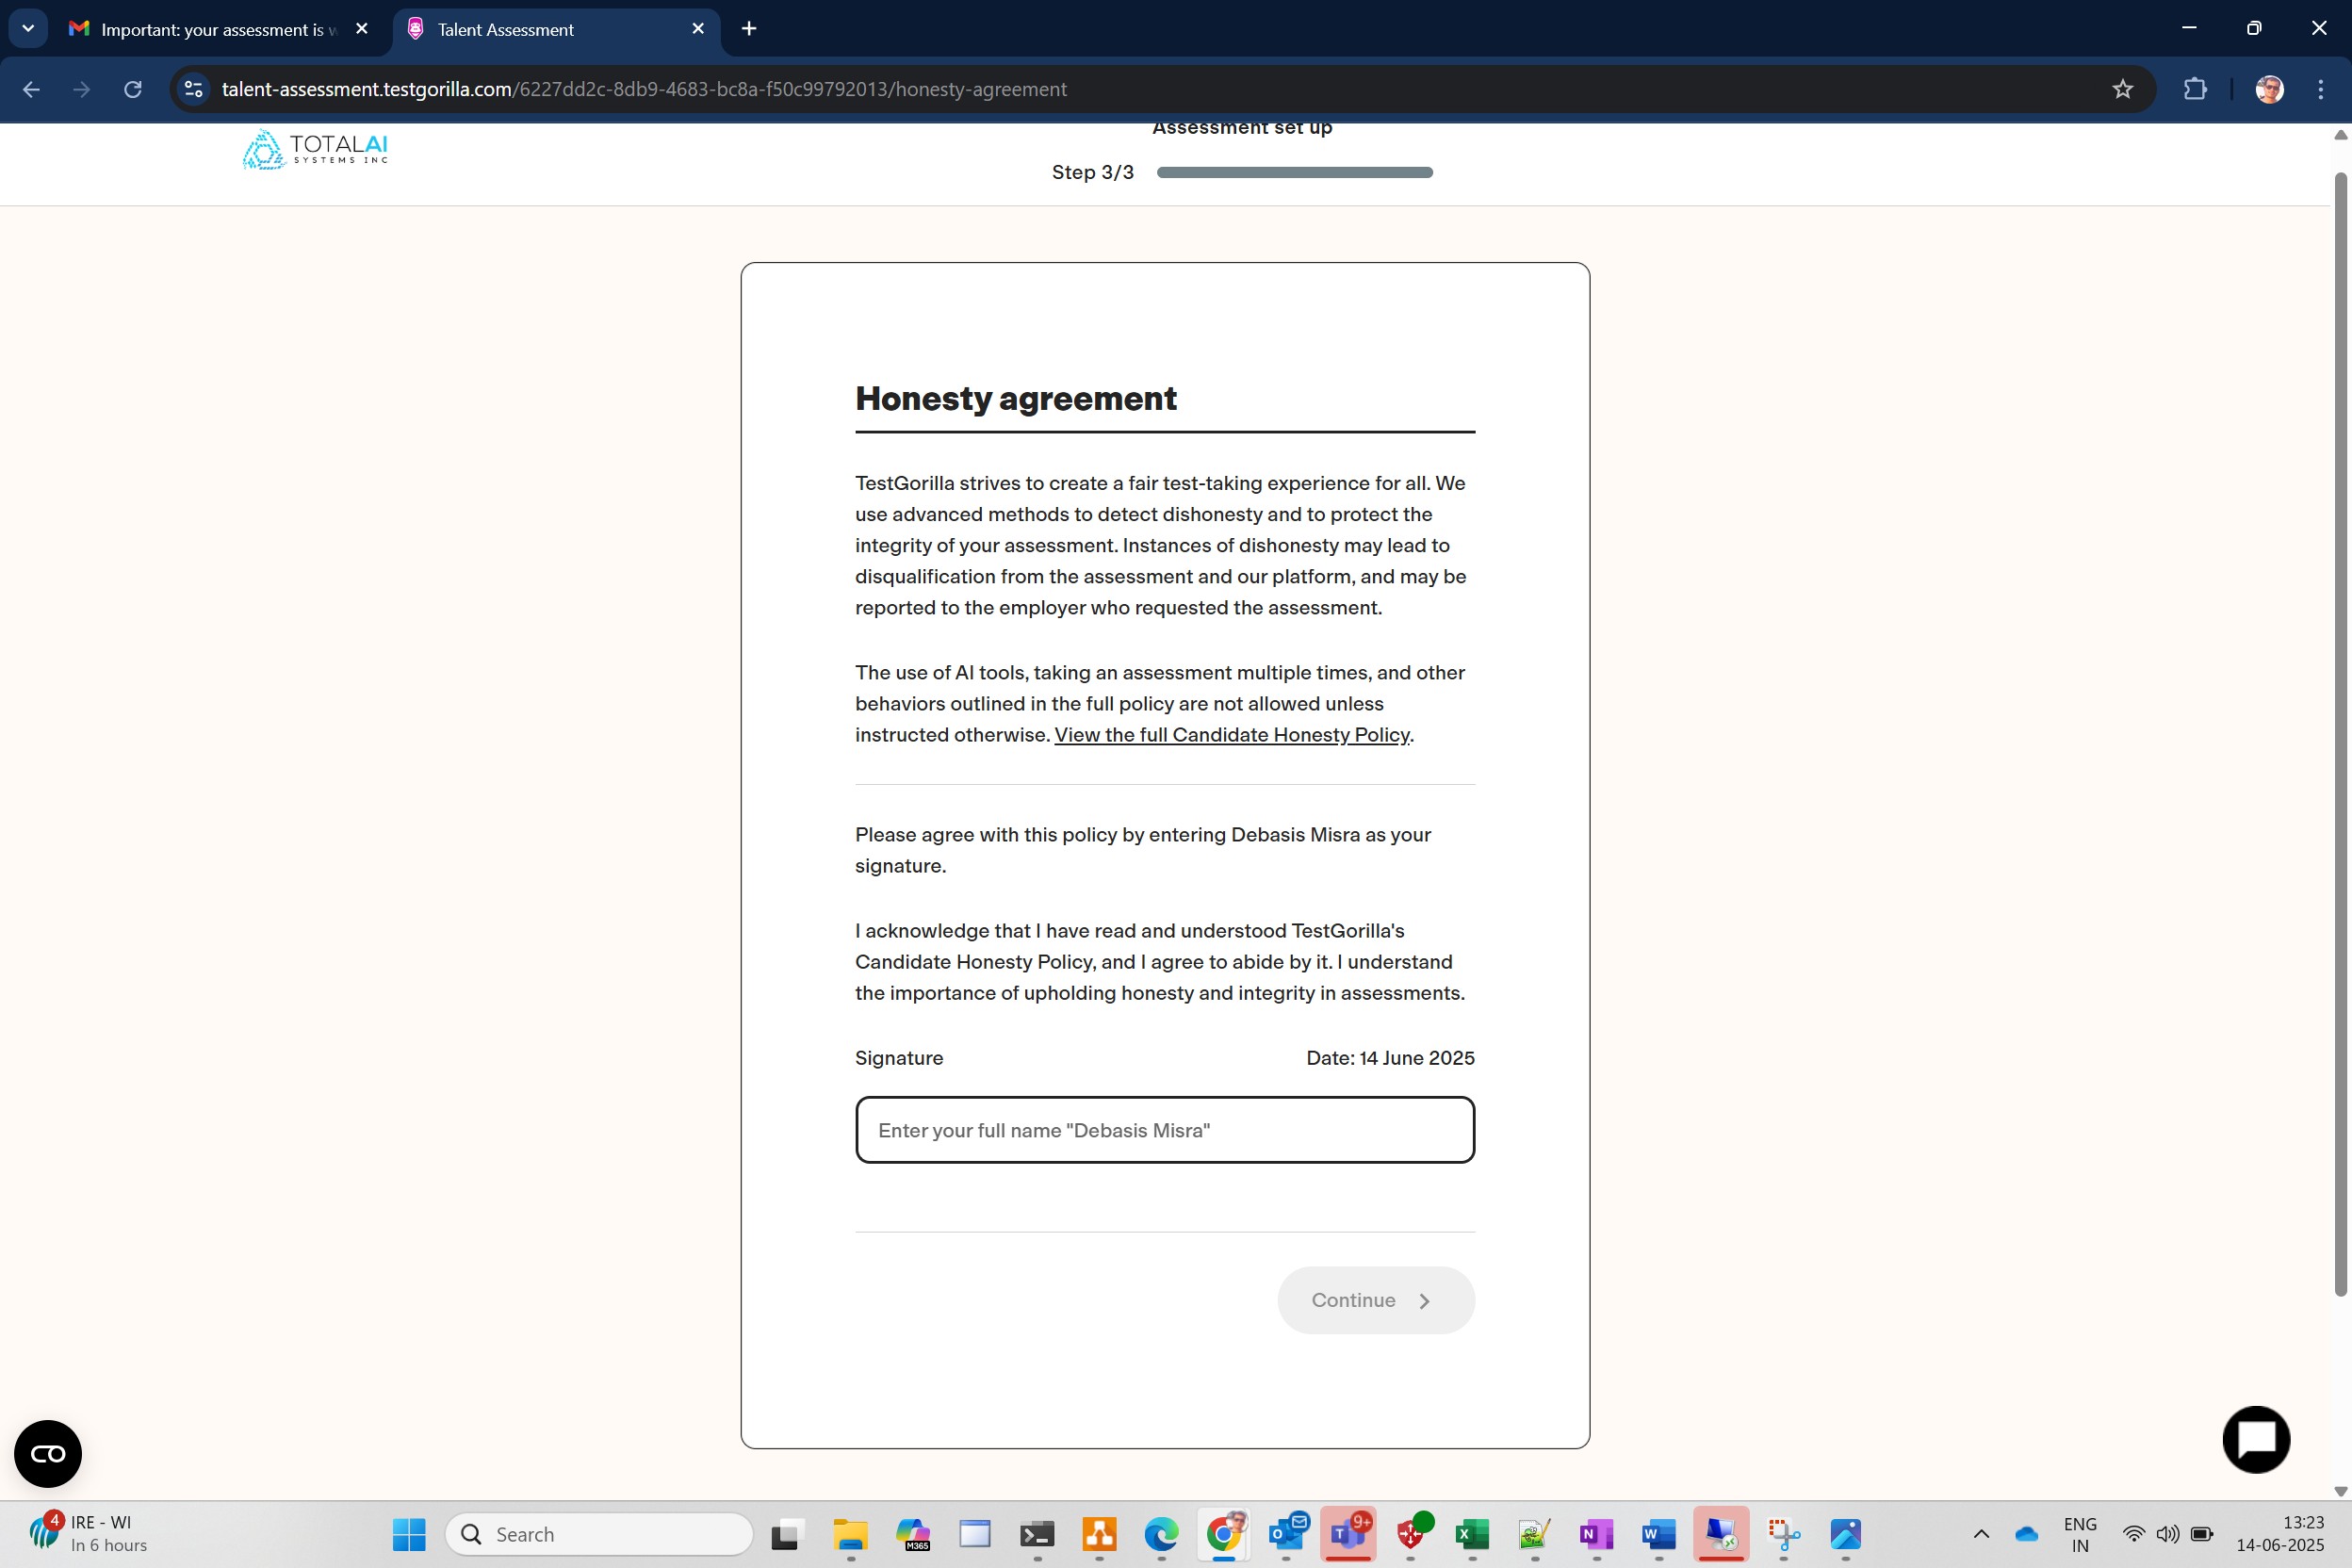 Important: your assessment is w
Talent Assessment
talent-assessment.testgorilla.com/6227dd2c-8db9-4683-bc8a-f50c99792013/honesty-agreement
TOTALAI
SYSTEMS INC
Assessment set up
Step 3/3
Honesty agreement
TestGorilla strives to create a fair test-taking experience for all. We
use advanced methods to detect dishonesty and to protect the
integrity of your assessment. Instances of dishonesty may lead to
disqualification from the assessment and our platform, and may be
reported to the employer who requested the assessment.
The use of AI tools, taking an assessment multiple times, and other
behaviors outlined in the full policy are not allowed unless
instructed otherwise. View the full Candidate Honesty Policy.
Please agree with this policy by entering Debasis Misra as your
signature.
I acknowledge that I have read and understood TestGorilla's
Candidate Honesty Policy, and I agree to abide by it. I understand
the importance of upholding honesty and integrity in assessments.
Signature Date: 14 June 2025
Enter your full name "Debasis Misra"
Continue
4
IRE - WI
In 6 hours
Search
M365
O
T
9+
X
N
W
ENG
IN
13:23
14-06-2025